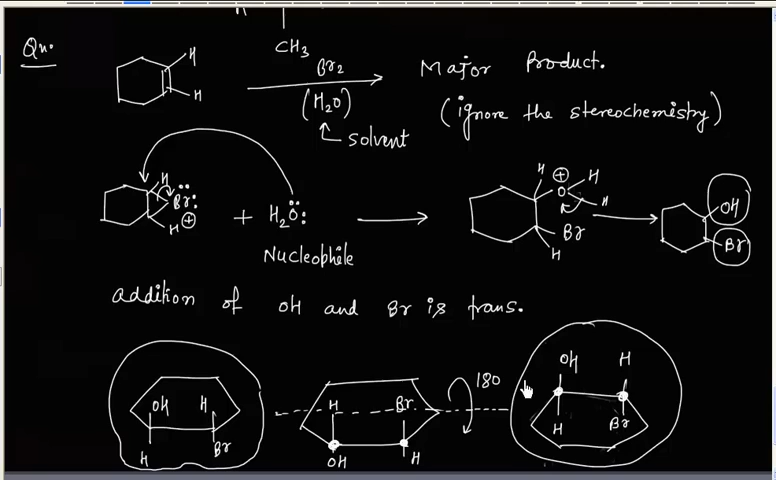 CH3
Qn:
H
H
Br2
(H2O)
solvent
Major Product.
(ignore the stereochemistry)
H
Br:
H
⊕
+ H2O:
Nucleophile
H
⊕
O
H
H
Br
H
OH
Br
addition of OH and Br is trans.
OH H
H Br
H Br
OH H
180
OH H
H Br